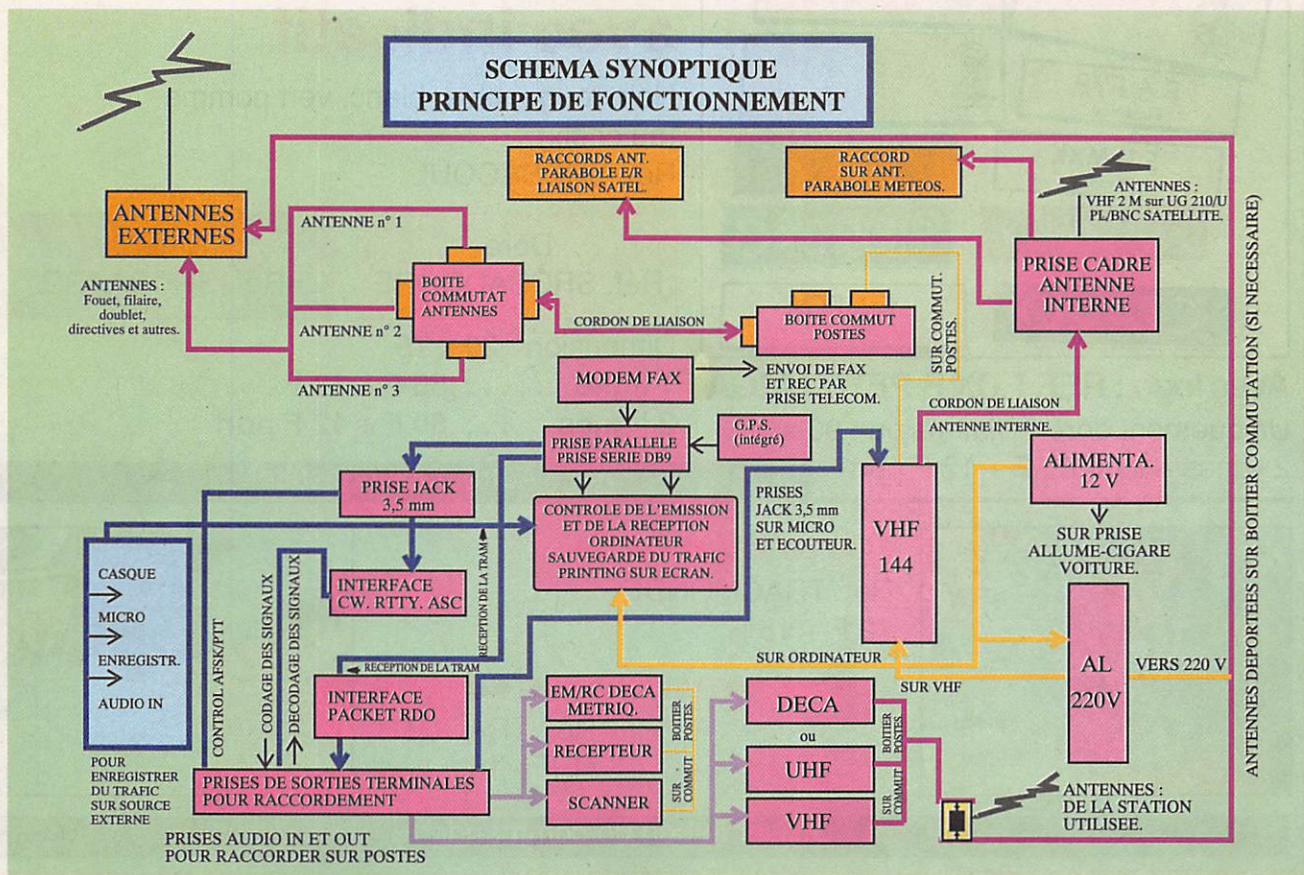 SCHEMA SYNOPTIQUE
PRINCIPE DE FONCTIONNEMENT
RACCORDS ANT.
PARABOLE E/R
LIAISON SATEL.
RACCORD
SUR ANT.
PARABOLE METEOS.
ANTENNES :
VHF 2 M sur UG 210/U
PL/BNC SATELLITE.
ANTENNES
EXTERNES
ANTENNE n° 1
ANTENNES :
Fouet, filaire,
doublet,
directives et autres.
ANTENNE n° 2
ANTENNE n° 3
BOITE
COMMUTAT
ANTENNES
CORDON DE LIAISON
BOITE COMMUT
POSTES
SUR COMMUT.
POSTES.
PRISE CADRE
ANTENNE
INTERNE
ANTENNES DEPORTEES SUR BOITIER COMMUTATION (SI NECESSAIRE)
MODEM FAX
ENVOI DE FAX
ET REC PAR
PRISE TELECOM.
CORDON DE LIAISON
ANTENNE INTERNE.
G.P.S.
(intégré)
PRISE PARALLELE
PRISE SERIE DB9
PRISE JACK
3,5 mm
CONTROLE DE L'EMISSION
ET DE LA RECEPTION
ORDINATEUR
SAUVEGARDE DU TRAFIC
PRINTING SUR ECRAN.
PRISES
JACK 3,5 mm
SUR MICRO
ET ECOUTEUR.
VHF
144
ALIMENTA.
12 V
SUR PRISE
ALLUME-CIGARE
VOITURE.
CASQUE
MICRO
ENREGISTR.
AUDIO IN
CONTROL AFSK/PTT
CODAGE DES SIGNAUX
DECODAGE DES SIGNAUX
INTERFACE
CW. RTTY. ASC
RECEPTION DE LA TRAM
RECEPTION DE LA TRAM
INTERFACE
PACKET RDO
SUR ORDINATEUR
SUR VHF
AL
220V
VERS 220 V
EM/RC DECA
METRIQ.
RECEPTEUR
SCANNER
SUR COMMUT
BOITIER
POSTES.
DECA
ou
UHF
VHF
SUR
COMMUT
BOITIER
POSTES.
POUR
ENREGISTRER
DU TRAFIC
SUR SOURCE
EXTERNE
PRISES DE SORTIES TERMINALES
POUR RACCORDEMENT
ANTENNES :
DE LA STATION
UTILISEE.
PRISES AUDIO IN ET OUT
POUR RACCORDER SUR POSTES